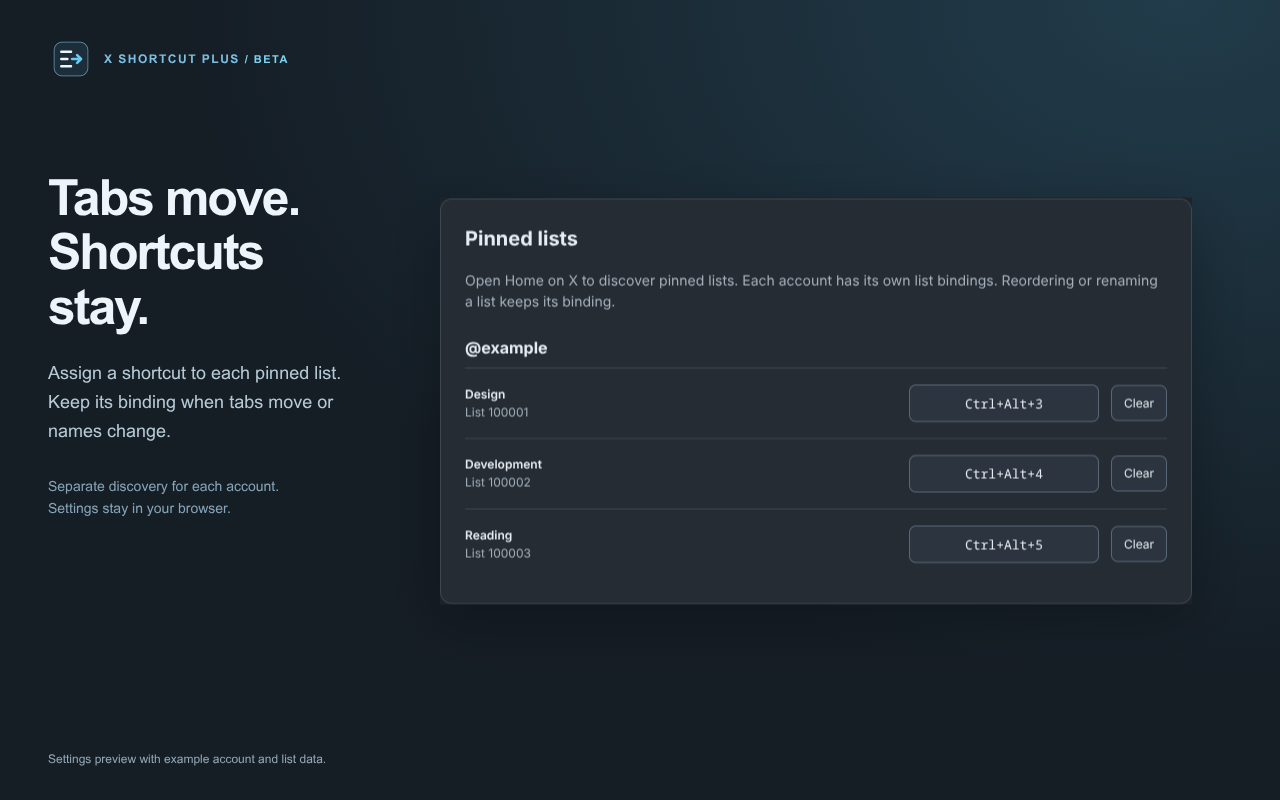 X SHORTCUT PLUS / BETA
Tabs move.
Shortcuts
stay.
Assign a shortcut to each pinned list.
Keep its binding when tabs move or
names change.
Separate discovery for each account.
Settings stay in your browser.
Pinned lists
Open Home on X to discover pinned lists. Each account has its own list bindings. Reordering or renaming
a list keeps its binding.
@example
Design
List 100001
Ctrl+Alt+3
Clear
Development
List 100002
Ctrl+Alt+4
Clear
Reading
List 100003
Ctrl+Alt+5
Clear
Settings preview with example account and list data.